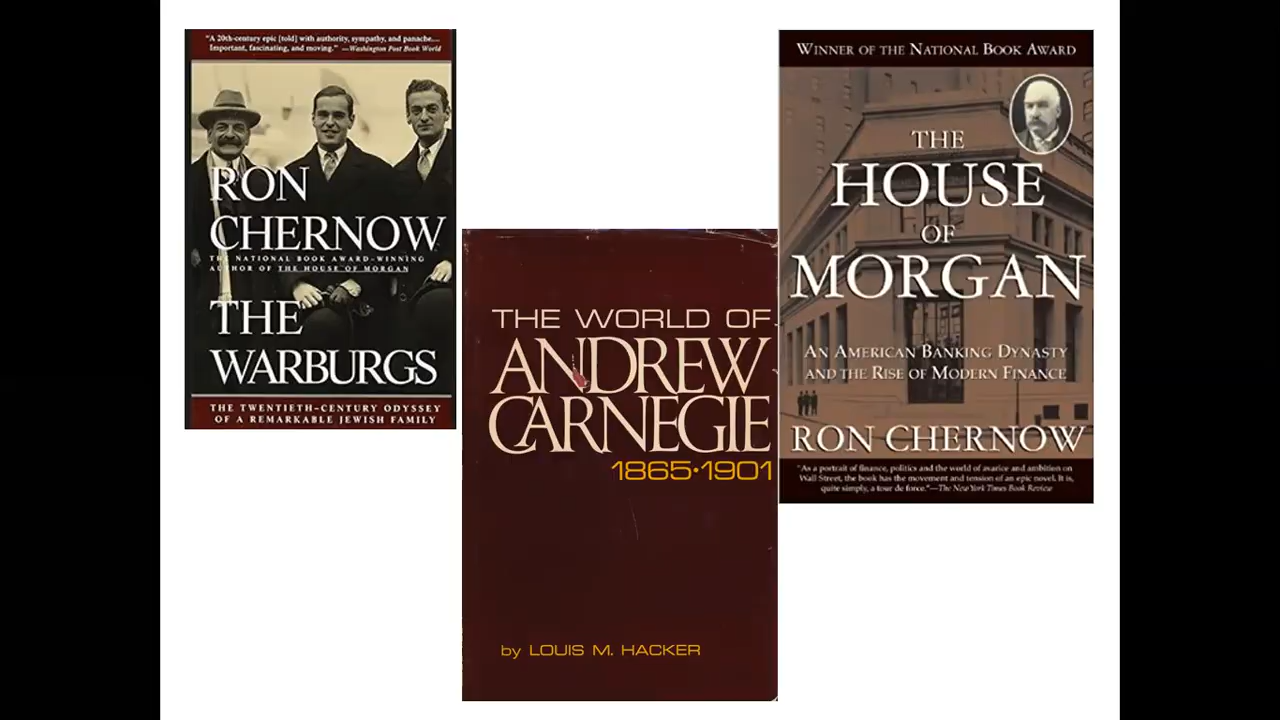 "A 20th-century epic [told] with authority, sympathy, and panache....
Important, fascinating, and moving." —Washington Post Book World
RON
CHERNOW
THE NATIONAL BOOK AWARD-WINNING
AUTHOR OF THE HOUSE OF MORGAN
THE
WARBURGS
THE TWENTIETH-CENTURY ODYSSEY
OF A REMARKABLE JEWISH FAMILY
THE WORLD OF
ANDREW
CARNEGIE
1865•1901
by LOUIS M. HACKER
WINNER OF THE NATIONAL BOOK AWARD
THE
HOUSE
OF
MORGAN
AN AMERICAN BANKING DYNASTY
AND THE RISE OF MODERN FINANCE
RON CHERNOW
"As a portrait of finance, politics and the world of avarice and ambition on
Wall Street, the book has the movement and tension of an epic novel. It is,
quite simply, a tour de force."—The New York Times Book Review